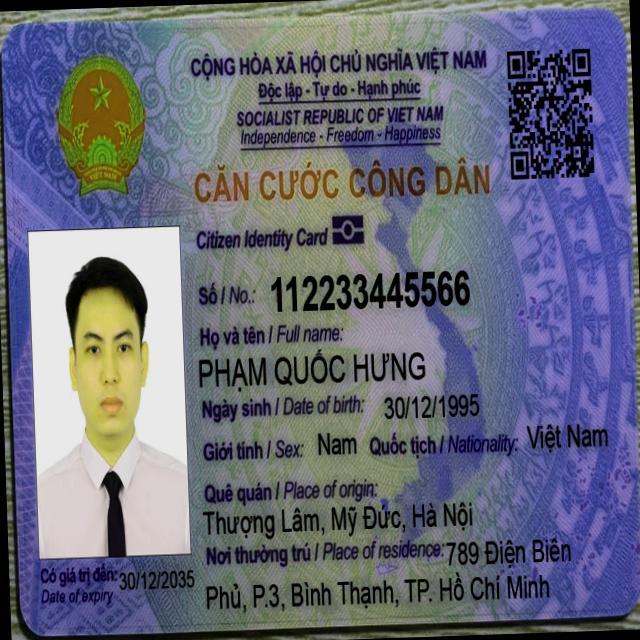 CỘNG HÒA XÃ HỘI CHỦ NGHĨA VIỆT NAM
Độc lập - Tự do - Hạnh phúc
SOCIALIST REPUBLIC OF VIET NAM
Independence - Freedom - Happiness
CĂN CƯỚC CÔNG DÂN
Citizen Identity Card
Số / No.: 112233445566
Họ và tên / Full name:
PHẠM QUỐC HƯNG
Ngày sinh / Date of birth: 30/12/1995
Giới tính / Sex: Nam Quốc tịch / Nationality: Việt Nam
Quê quán / Place of origin:
Thượng Lâm, Mỹ Đức, Hà Nội
Nơi thường trú / Place of residence: 789 Điện Biên
Phủ, P.3, Bình Thạnh, TP. Hồ Chí Minh
Có giá trị đến: 30/12/2035
Date of expiry
VIỆT NAM